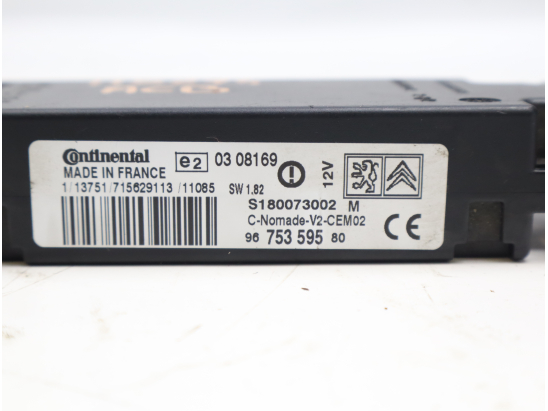 Continental e2 03 08169
MADE IN FRANCE
12V
1/13751/715629113/11085 SW 1.82
S180073002 M
C-Nomade-V2-CEM02
96 753 595 80
CE